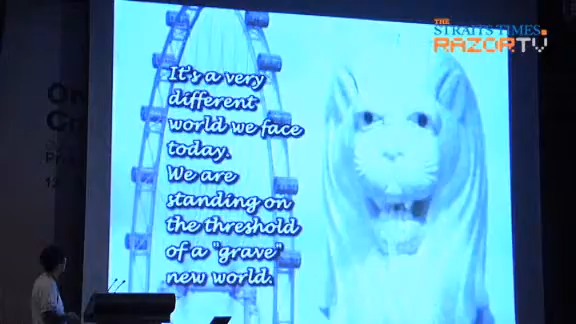 THE
STRAITS TIMES
RAZORTV
It's a very
different
world we face
today.
We are
standing on
the threshold
of a "grave"
new world.